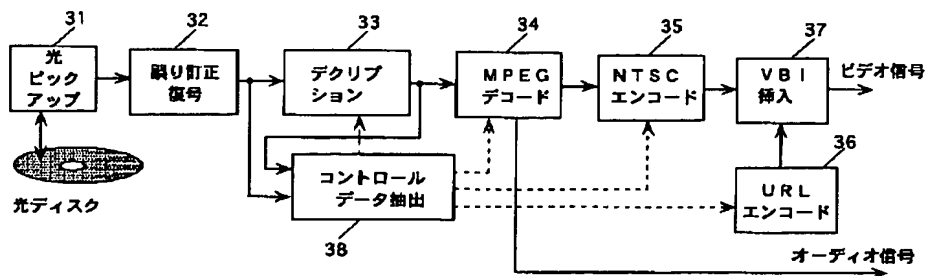 31
32
33
34
35
37
光
ピック
アップ
誤り訂正
復号
デクリプ
ション
MPEG
デコード
NTSC
エンコード
VBI
挿入
ビデオ信号
光ディスク
コントロール
データ抽出
38
36
URL
エンコード
オーディオ信号